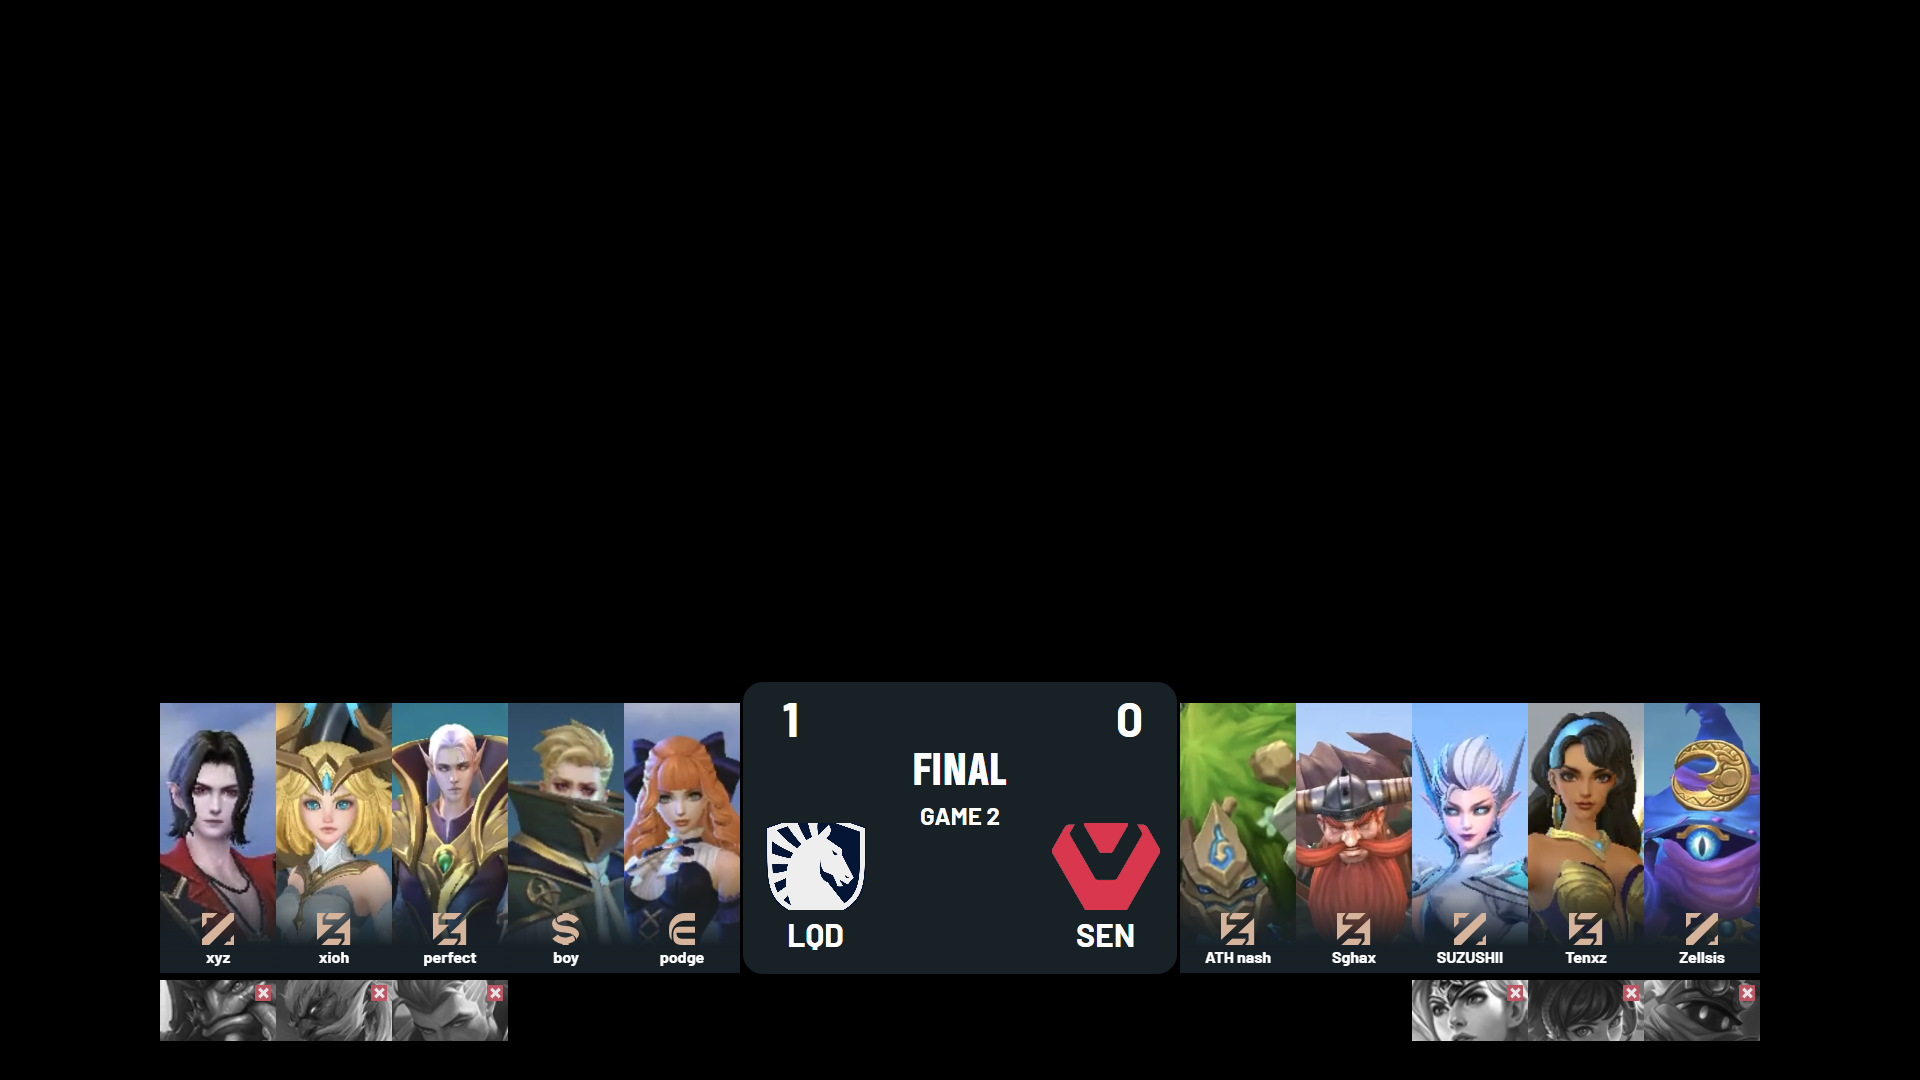 1
0
FINAL
GAME 2
LQD
SEN
xyz
xioh
perfect
boy
podge
ATH nash
Sghax
SUZUSHII
Tenxz
Zellsis